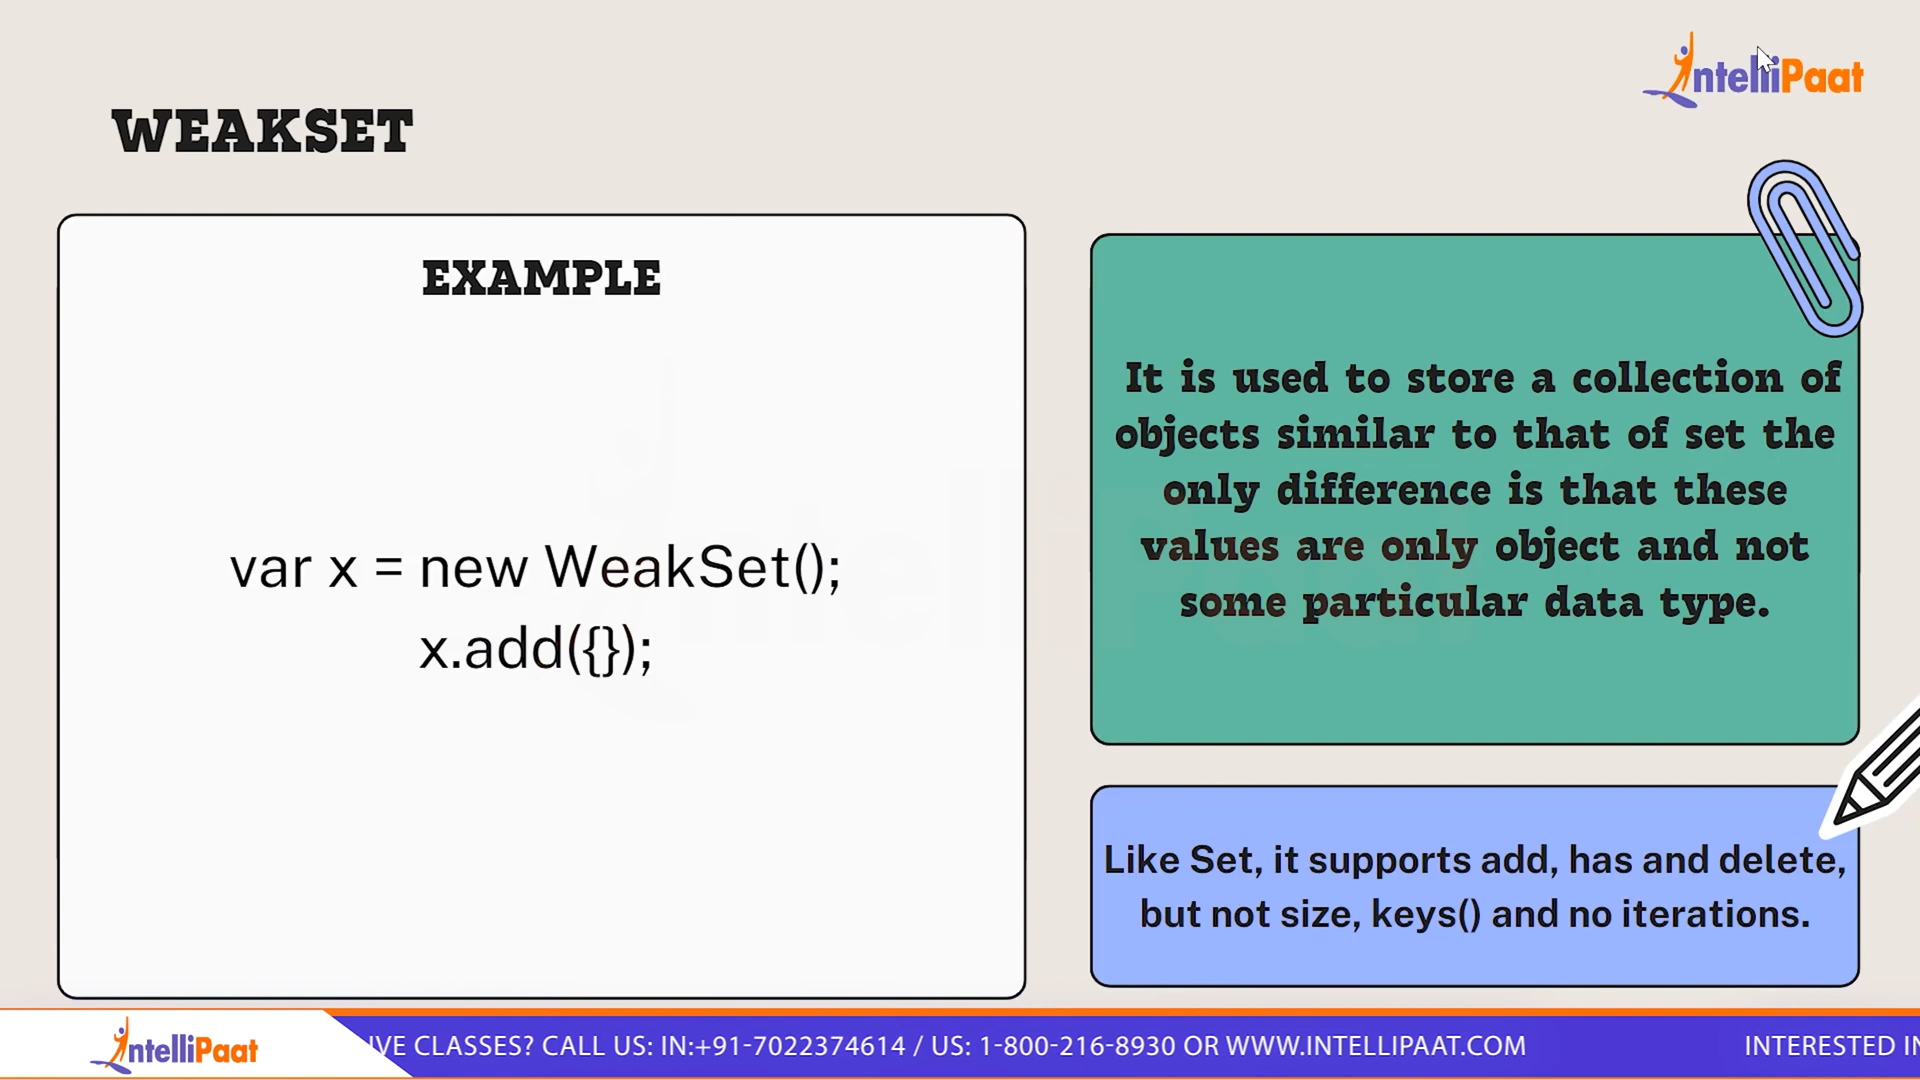 IntelliPaat
WEAKSET
EXAMPLE
var x = new WeakSet();
x.add({});
It is used to store a collection of
objects similar to that of set the
only difference is that these
values are only object and not
some particular data type.
Like Set, it supports add, has and delete,
but not size, keys() and no iterations.
IntelliPaat
IVE CLASSES? CALL US: IN:+91-7022374614 / US: 1-800-216-8930 OR WWW.INTELLIPAAT.COM
INTERESTED IN